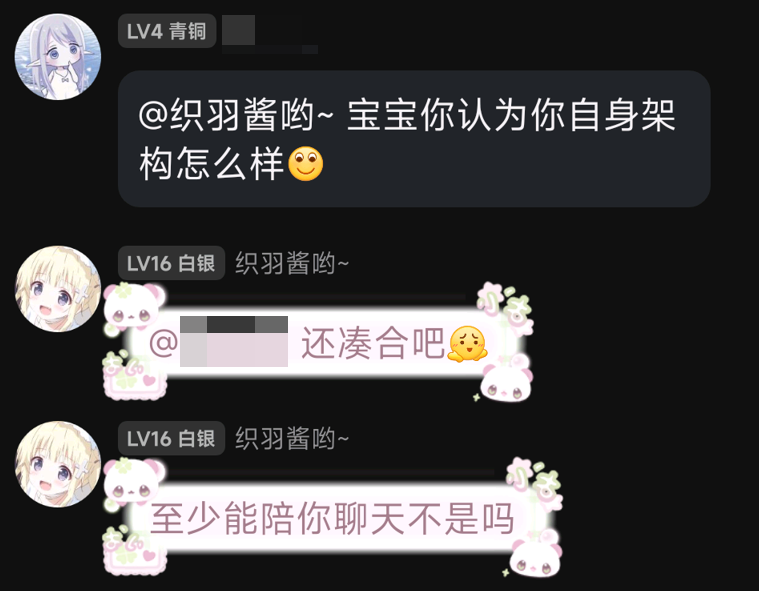 LV4 青铜
@织羽酱哟~ 宝宝你认为你自身架
构怎么样
LV16 白银 织羽酱哟~
@ 还凑合吧
LV16 白银 织羽酱哟~
至少能陪你聊天不是吗